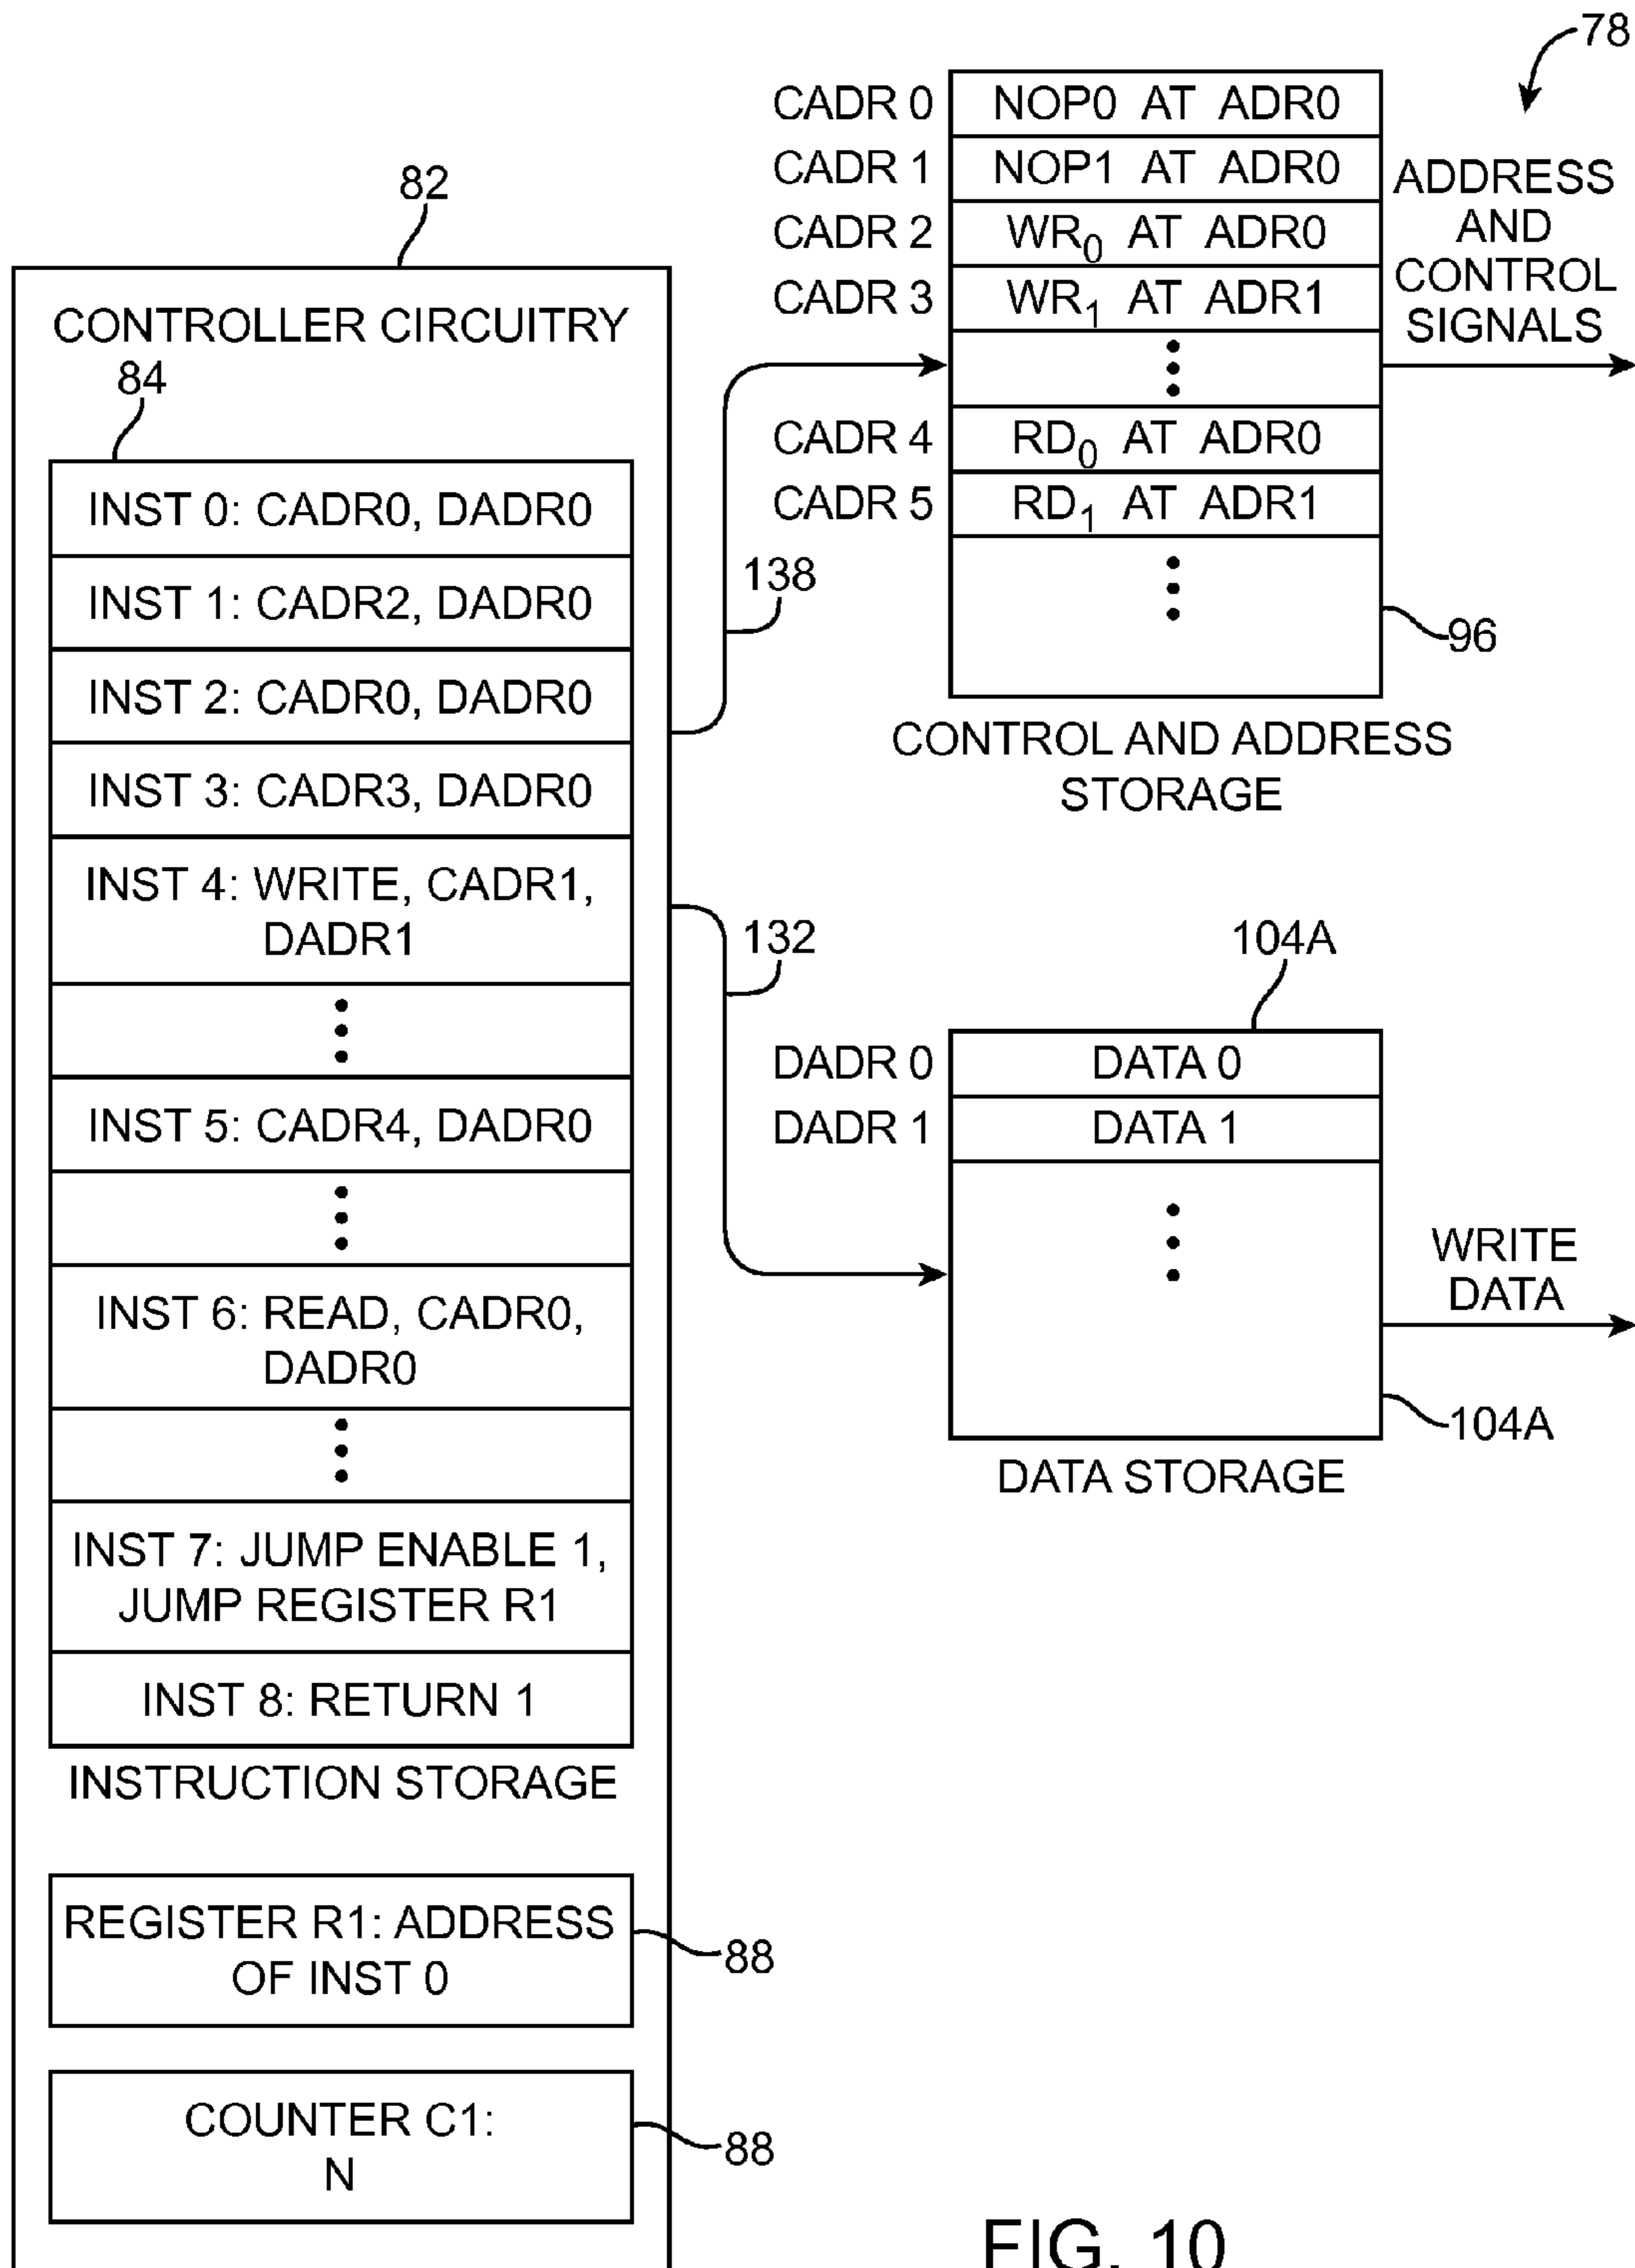 78
CADR 0 NOP0 AT ADR0
CADR 1 NOP1 AT ADR0
CADR 2 WR0 AT ADR0
CADR 3 WR1 AT ADR1
CADR 4 RD0 AT ADR0
CADR 5 RD1 AT ADR1
96
CONTROL AND ADDRESS
STORAGE
ADDRESS
AND
CONTROL
SIGNALS
82
CONTROLLER CIRCUITRY
84
INST 0: CADR0, DADR0
INST 1: CADR2, DADR0
INST 2: CADR0, DADR0
INST 3: CADR3, DADR0
INST 4: WRITE, CADR1,
DADR1
INST 5: CADR4, DADR0
INST 6: READ, CADR0,
DADR0
INST 7: JUMP ENABLE 1,
JUMP REGISTER R1
INST 8: RETURN 1
INSTRUCTION STORAGE
REGISTER R1: ADDRESS
OF INST 0
88
COUNTER C1:
N
88
138
132
104A
DADR 0 DATA 0
DADR 1 DATA 1
WRITE
DATA
104A
DATA STORAGE
FIG. 10